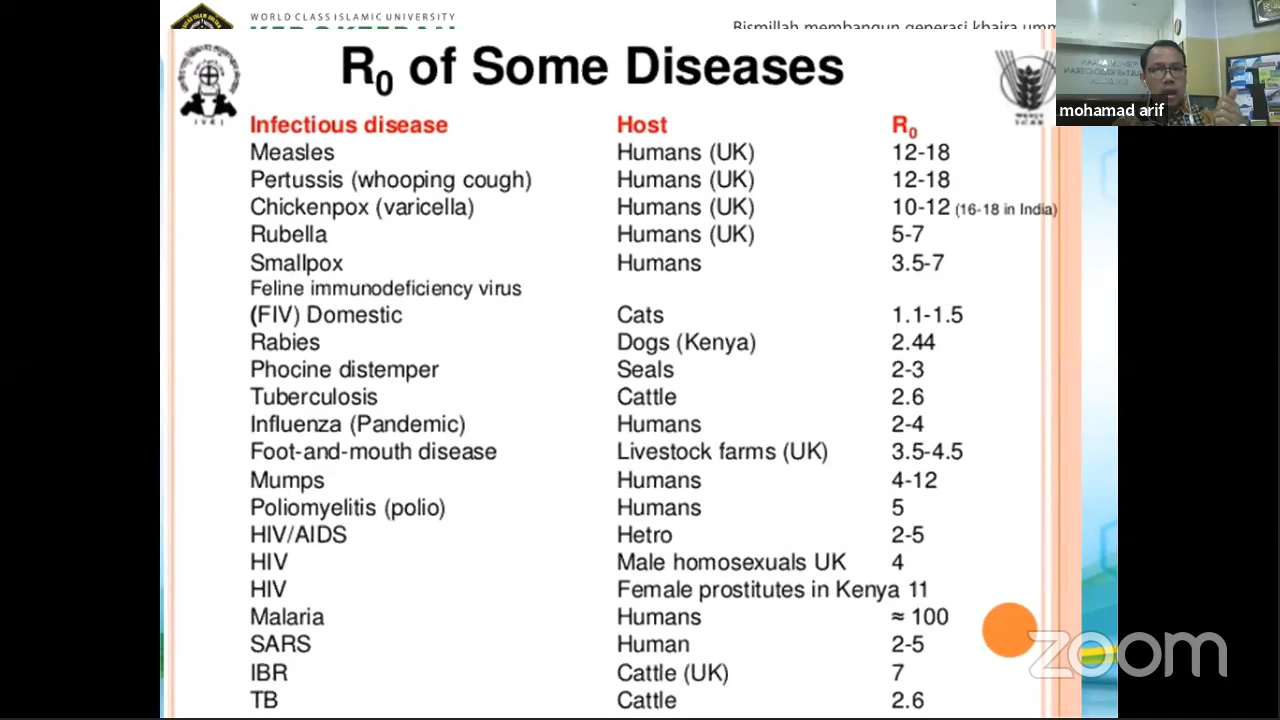 WORLD CLASS ISLAMIC UNIVERSITY
KEDOKTERAN
Bismillah membangun generasi khaira umm
mohamad arif
R0 of Some Diseases
I V R I
Infectious disease Host R0
Measles Humans (UK) 12-18
Pertussis (whooping cough) Humans (UK) 12-18
Chickenpox (varicella) Humans (UK) 10-12 (16-18 in India)
Rubella Humans (UK) 5-7
Smallpox Humans 3.5-7
Feline immunodeficiency virus
(FIV) Domestic Cats 1.1-1.5
Rabies Dogs (Kenya) 2.44
Phocine distemper Seals 2-3
Tuberculosis Cattle 2.6
Influenza (Pandemic) Humans 2-4
Foot-and-mouth disease Livestock farms (UK) 3.5-4.5
Mumps Humans 4-12
Poliomyelitis (polio) Humans 5
HIV/AIDS Hetro 2-5
HIV Male homosexuals UK 4
HIV Female prostitutes in Kenya 11
Malaria Humans ≈ 100
SARS Human 2-5
IBR Cattle (UK) 7
TB Cattle 2.6
zoom